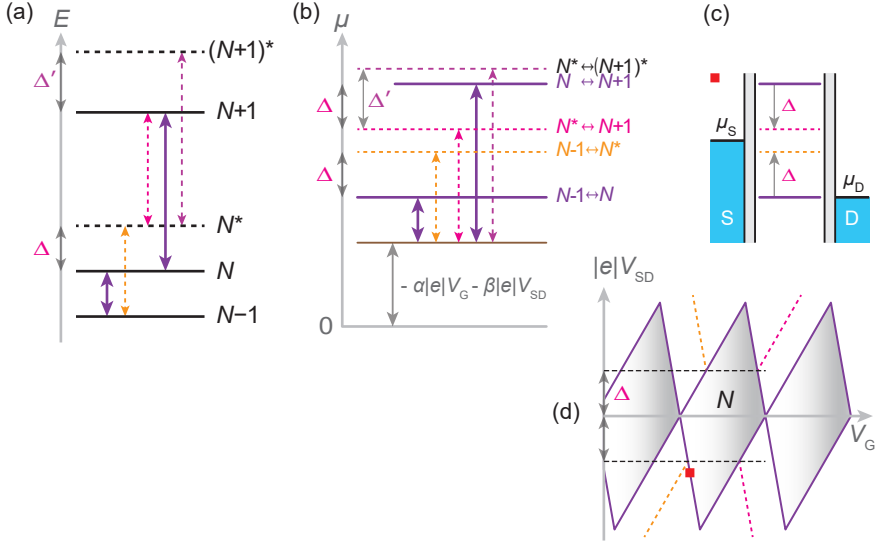 (a)
E
(N+1)*
Δ′
N+1
N*
Δ
N
N−1
(b)
μ
N*↔(N+1)*
N ↔N+1
Δ′
Δ
N*↔N+1
N-1↔N*
Δ
N-1↔N
- α|e|V_G - β|e|V_SD
0
(c)
μ_S
Δ
Δ
μ_D
S
D
|e|V_SD
Δ
N
(d)
V_G